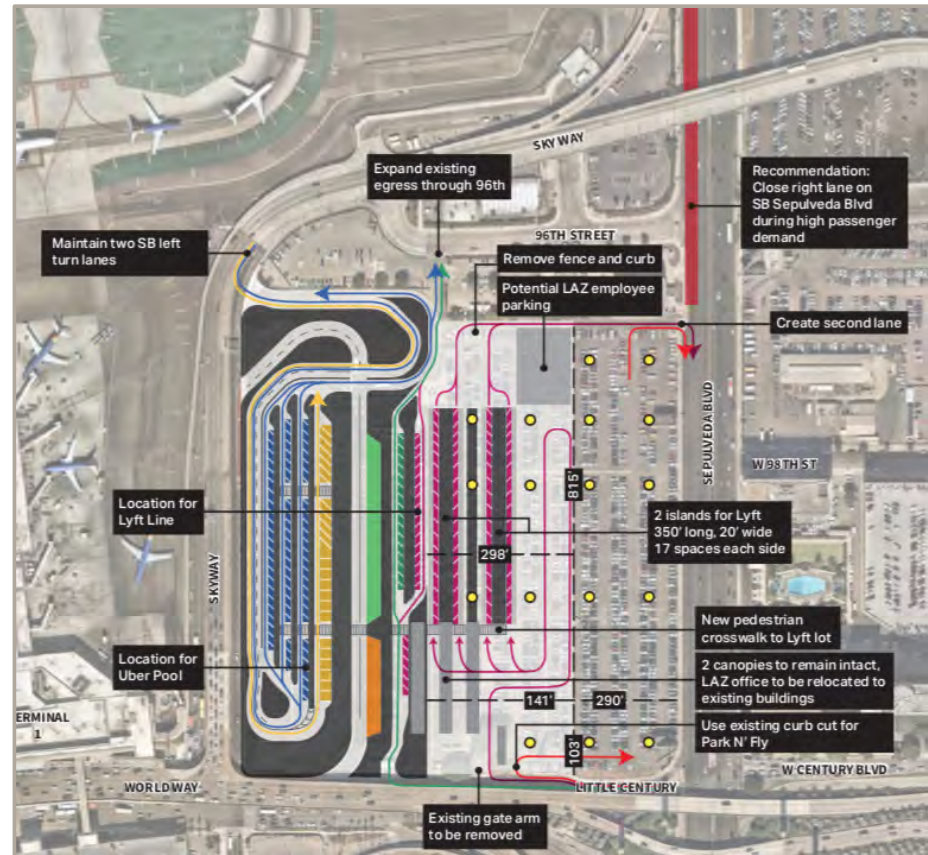 SKYWAY
Expand existing
egress through 96th
Recommendation:
Close right lane on
SB Sepulveda Blvd
during high passenger
demand
Maintain two SB left
turn lanes
96TH STREET
Remove fence and curb
Potential LAZ employee
parking
Create second lane
SEPULVEDA BLVD
W 98TH ST
815'
Location for
Lyft Line
2 islands for Lyft
350' long, 20' wide
17 spaces each side
298'
SKYWAY
New pedestrian
crosswalk to Lyft lot
Location for
Uber Pool
2 canopies to remain intact,
LAZ office to be relocated to
existing buildings
141'
290'
ERMINAL
1
Use existing curb cut for
Park N' Fly
103'
W CENTURY BLVD
WORLD WAY
LITTLE CENTURY
Existing gate arm
to be removed